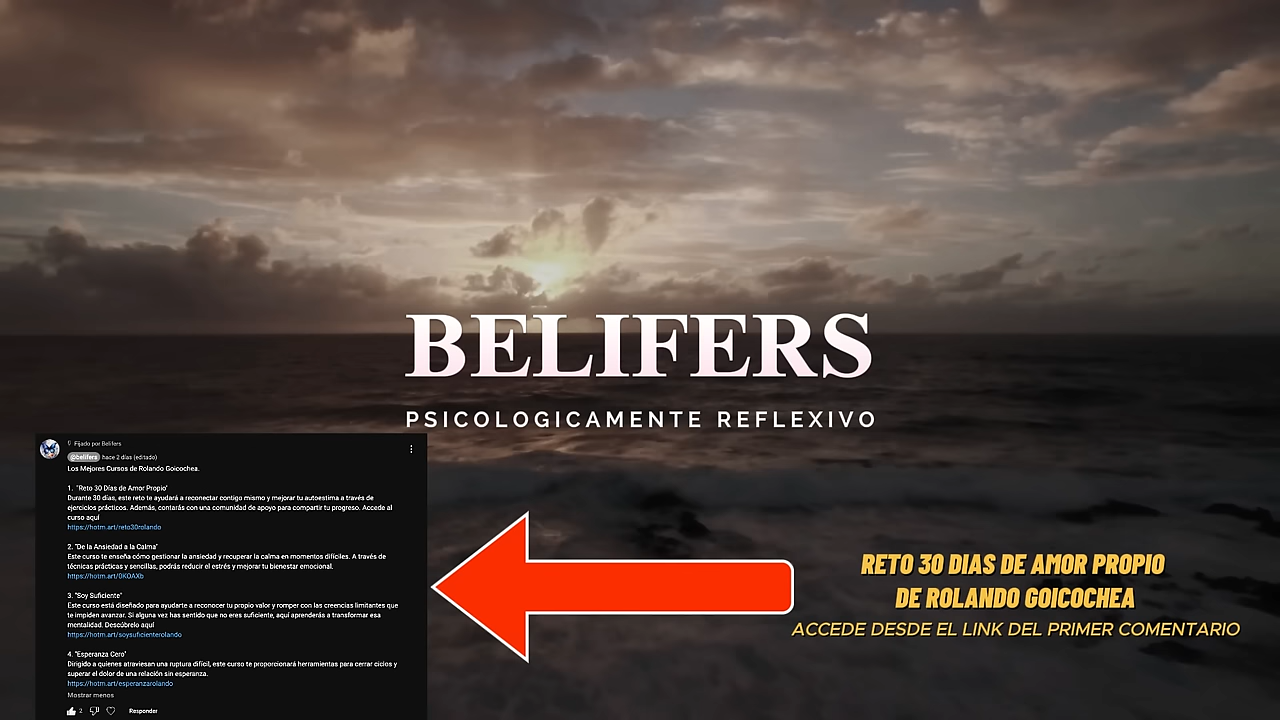 BELIFERS
PSICOLOGICAMENTE REFLEXIVO
Fijado por Belifers
@belifers hace 2 días (editado)
Los Mejores Cursos de Rolando Goicochea.
1. "Reto 30 Días de Amor Propio"
Durante 30 días, este reto te ayudará a reconectar contigo mismo y mejorar tu autoestima a través de
ejercicios prácticos. Además, contarás con una comunidad de apoyo para compartir tu progreso. Accede al
curso aquí
https://hotm.art/reto30rolando
2. "De la Ansiedad a la Calma"
Este curso te enseña cómo gestionar la ansiedad y recuperar la calma en momentos difíciles. A través de
técnicas prácticas y sencillas, podrás reducir el estrés y mejorar tu bienestar emocional.
https://hotm.art/0K0AXb
3. "Soy Suficiente"
Este curso está diseñado para ayudarte a reconocer tu propio valor y romper con las creencias limitantes que
te impiden avanzar. Si alguna vez has sentido que no eres suficiente, aquí aprenderás a transformar esa
mentalidad. Descúbrelo aquí
https://hotm.art/soysuficienterolando
4. "Esperanza Cero"
Dirigido a quienes atraviesan una ruptura difícil, este curso te proporcionará herramientas para cerrar ciclos y
superar el dolor de una relación sin esperanza.
https://hotm.art/esperanzarolando
Mostrar menos
2 Responder
RETO 30 DIAS DE AMOR PROPIO
DE ROLANDO GOICOCHEA
ACCEDE DESDE EL LINK DEL PRIMER COMENTARIO